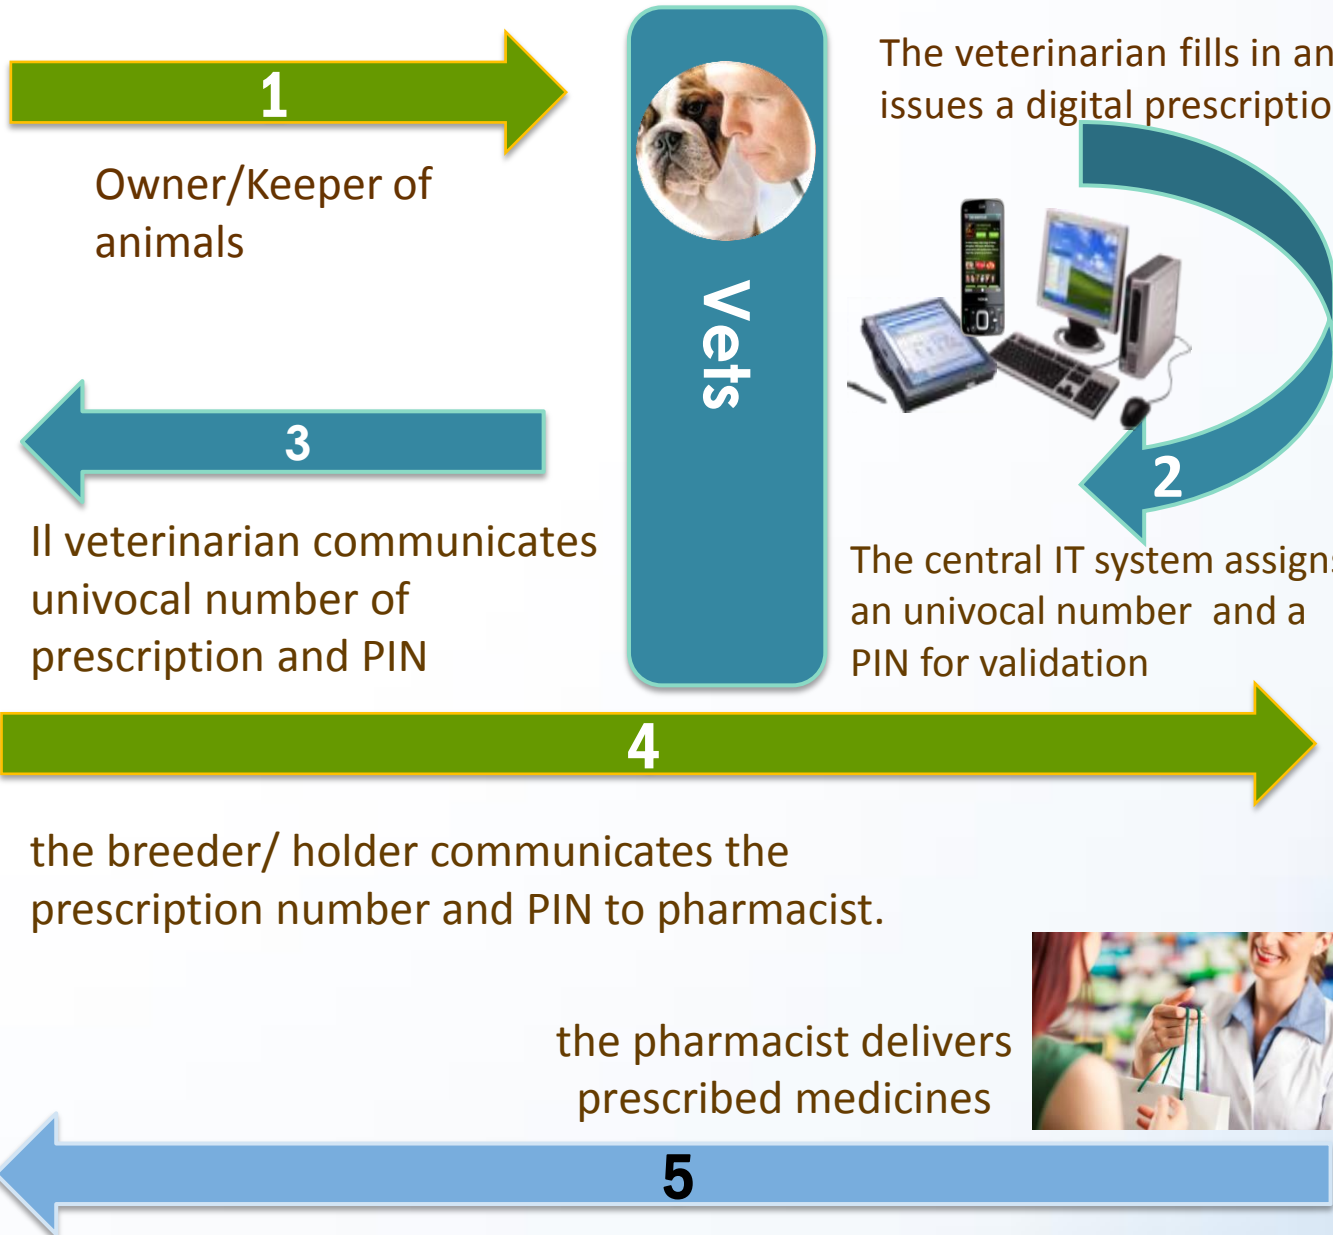 1
Owner/Keeper of
animals
Vets
The veterinarian fills in an
issues a digital prescriptio
2
The central IT system assigns
an univocal number and a
PIN for validation
3
Il veterinarian communicates
univocal number of
prescription and PIN
4
the breeder/ holder communicates the
prescription number and PIN to pharmacist.
the pharmacist delivers
prescribed medicines
5